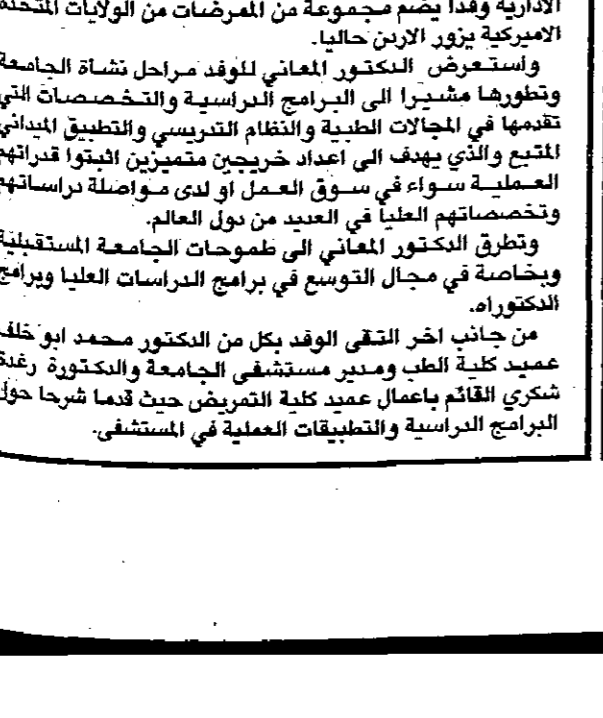 الادارية وفدا يضم مجموعة من الممرضات من الولايات المتحدة
الاميركية يزور الاردن حاليا.
واستعرض الدكتور المعاني للوفد مراحل نشأة الجامعة
وتطورها مشيرا الى البرامج الدراسية والتخصصات التي
تقدمها في المجالات الطبية والنظام التدريسي والتطبيق الميداني
المتبع والذي يهدف الى اعداد خريجين متميزين اثبتوا قدراتهم
العملية سواء في سوق العمل او لدى مواصلة دراساتهم
وتخصصاتهم العليا في العديد من دول العالم.
وتطرق الدكتور المعاني الى طموحات الجامعة المستقبلية
وبخاصة في مجال التوسع في برامج الدراسات العليا وبرامج
الدكتوراه.
من جانب اخر التقى الوفد بكل من الدكتور محمد ابو خلف
عميد كلية الطب ومدير مستشفى الجامعة والدكتورة رغدة
شكري القائم باعمال عميد كلية التمريض حيث قدما شرحا حول
البرامج الدراسية والتطبيقات العملية في المستشفى.